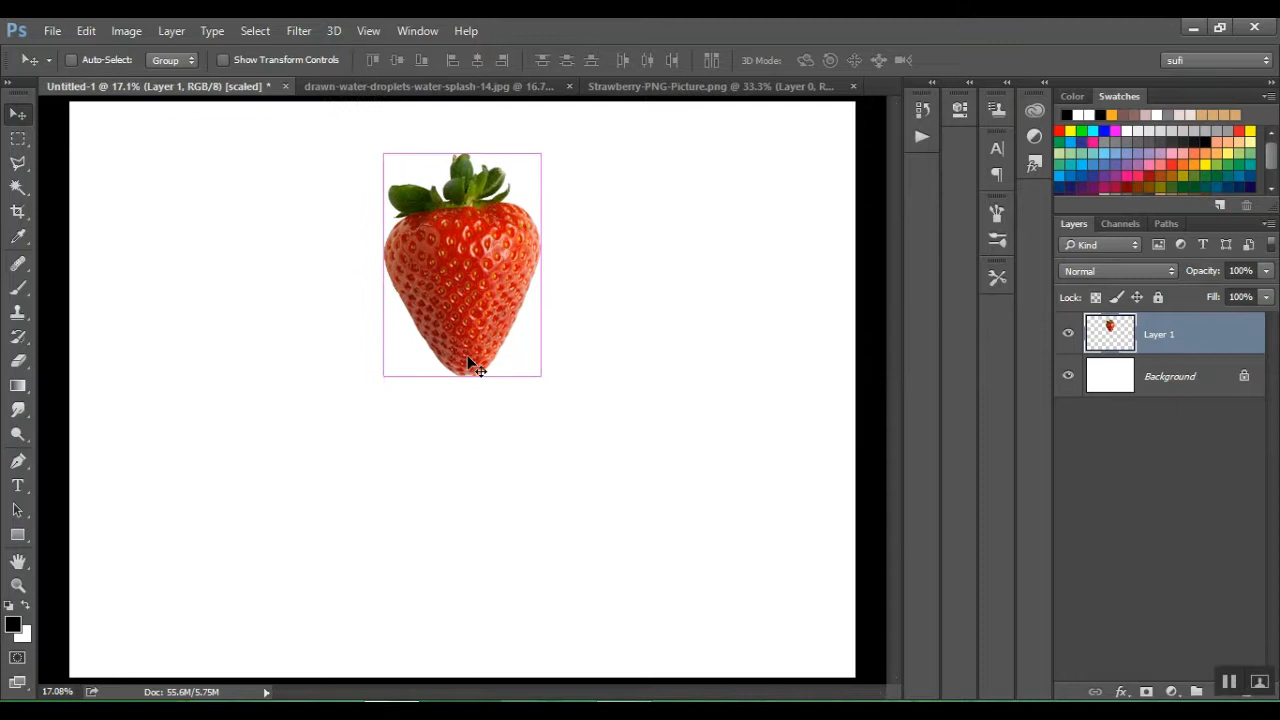 Ps File Edit Image Layer Type Select Filter 3D View Window Help
Auto-Select: Group Show Transform Controls 3D Mode: sufi
Untitled-1 @ 17.1% (Layer 1, RGB/8) [scaled] * × drawn-water-droplets-water-splash-14.jpg @ 16.7... × Strawberry-PNG-Picture.png @ 33.3% (Layer 0, R... ×
Color Swatches
Layers Channels Paths
Kind
Normal Opacity: 100%
Lock: Fill: 100%
Layer 1
Background
17.08% Doc: 55.6M/5.75M